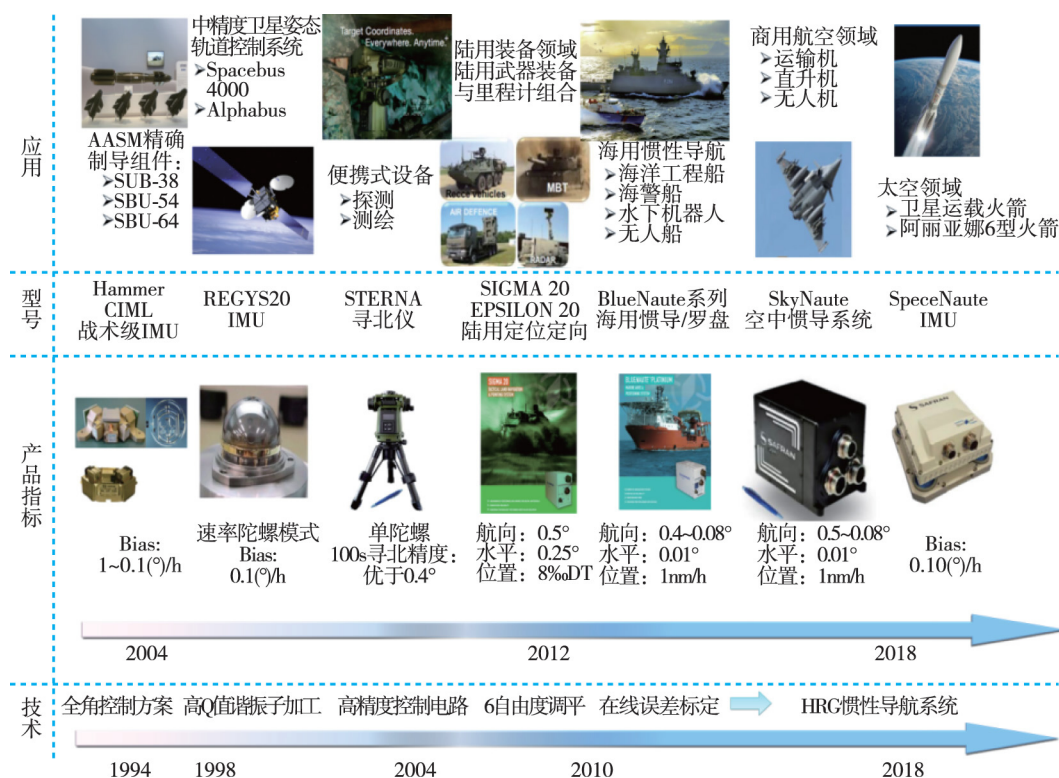 应用
中精度卫星姿态
轨道控制系统
➤Spacebus
4000
➤Alphabus
AASM精确
制导组件：
➤SUB-38
➤SBU-54
➤SBU-64
Target Coordinates.
Everywhere. Anytime.
便携式设备
➤探测
➤测绘
陆用装备领域
陆用武器装备
与里程计组合
Recce vehicles
MBT
AIR DEFENCE
RADAR
海用惯性导航
➤海洋工程船
➤海警船
➤水下机器人
➤无人船
商用航空领域
➤运输机
➤直升机
➤无人机
太空领域
➤卫星运载火箭
➤阿丽亚娜6型火箭
型号
Hammer
CIML
战术级IMU
REGYS20
IMU
STERNA
寻北仪
SIGMA 20
EPSILON 20
陆用定位定向
BlueNaute系列
海用惯导/罗盘
SkyNaute
空中惯导系统
SpeceNaute
IMU
产品指标
SIGMA 20
BLUENAUTE PLATINUM
SAFRAN
SAFRAN
Bias:
1~0.1(°)/h
速率陀螺模式
Bias:
0.1(°)/h
单陀螺
100s寻北精度：
优于0.4°
航向：0.5°
水平：0.25°
位置：8‰DT
航向：0.4~0.08°
水平：0.01°
位置：1nm/h
航向：0.5~0.08°
水平：0.01°
位置：1nm/h
Bias:
0.10(°)/h
2004
2012
2018
技术
全角控制方案
高Q值谐振子加工
高精度控制电路
6自由度调平
在线误差标定
HRG惯性导航系统
1994
1998
2004
2010
2018